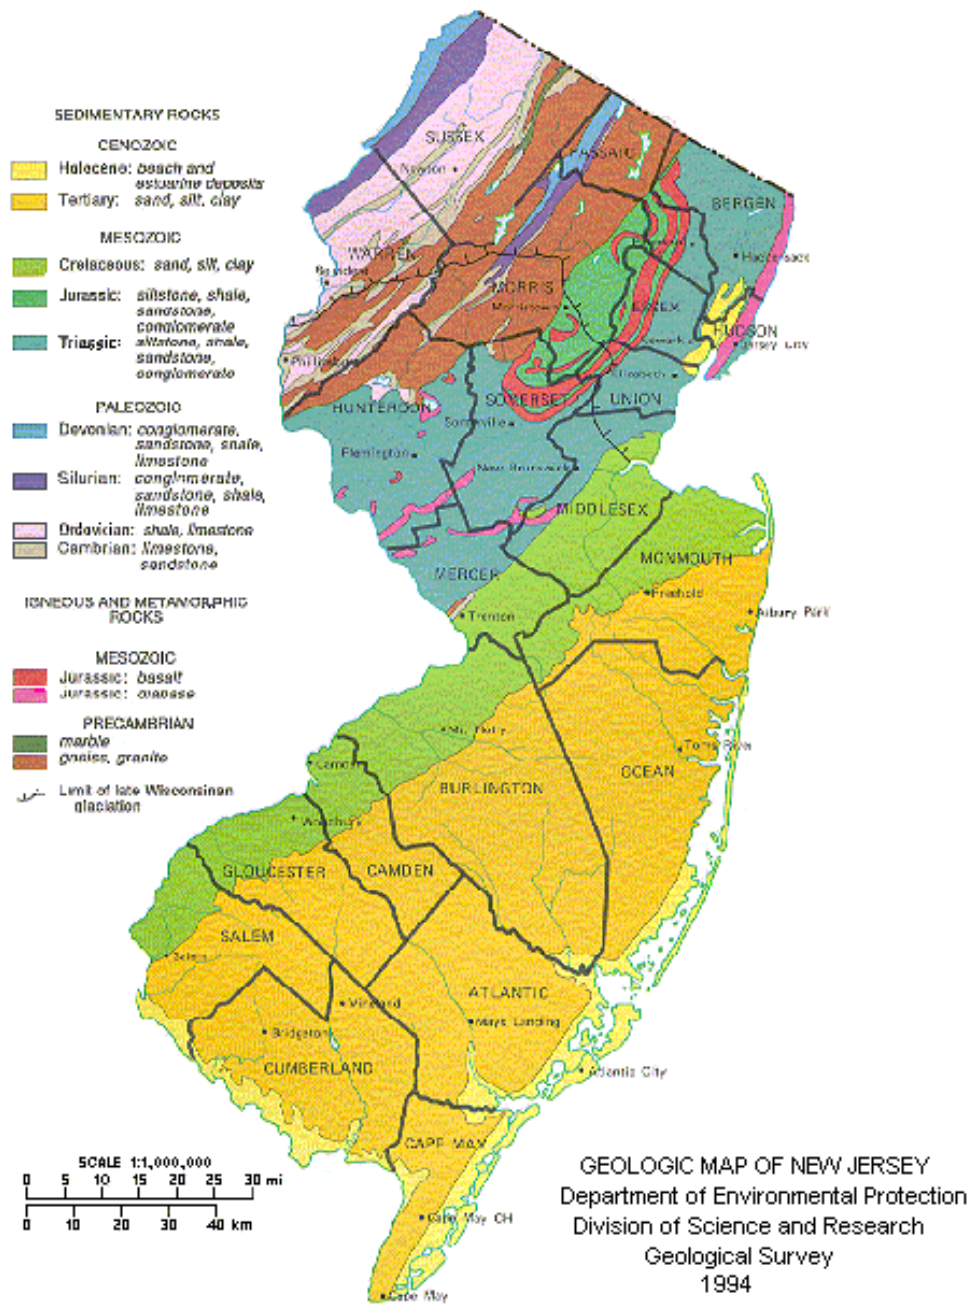 SEDIMENTARY ROCKS
CENOZOIC
Holocene: beach and
estuarine deposits
Tertiary: sand, silt, clay
MESOZOIC
Cretaceous: sand, silt, clay
Jurassic: siltstone, shale,
sandstone,
conglomerate
Triassic: siltstone, shale,
sandstone,
conglomerate
PALEOZOIC
Devonian: conglomerate,
sandstone, shale,
limestone
Silurian: conglomerate,
sandstone, shale,
limestone
Ordovician: shale, limestone
Cambrian: limestone,
sandstone
IGNEOUS AND METAMORPHIC
ROCKS
MESOZOIC
Jurassic: basalt
Jurassic: diabase
PRECAMBRIAN
marble
gneiss, granite
Limit of late Wisconsinan
glaciation
SUSSEX
Newton
PASSAIC
BERGEN
WARREN
Belvidere
Hackensack
MORRIS
Morristown
ESSEX
HUDSON
Newark
Jersey City
Phillipsburg
Elizabeth
HUNTERDON
SOMERSET
UNION
Somerville
Flemington
New Brunswick
MIDDLESEX
MONMOUTH
MERCER
Freehold
Trenton
Asbury Park
Mt. Holly
Toms River
Camden
OCEAN
BURLINGTON
Woodbury
GLOUCESTER
CAMDEN
SALEM
Salem
ATLANTIC
Vineland
Mays Landing
Bridgeton
CUMBERLAND
Atlantic City
CAPE MAY
Cape May CH
Cape May
SCALE 1:1,000,000
0 5 10 15 20 30 mi
0 10 20 30 40 km
GEOLOGIC MAP OF NEW JERSEY
Department of Environmental Protection
Division of Science and Research
Geological Survey
1994